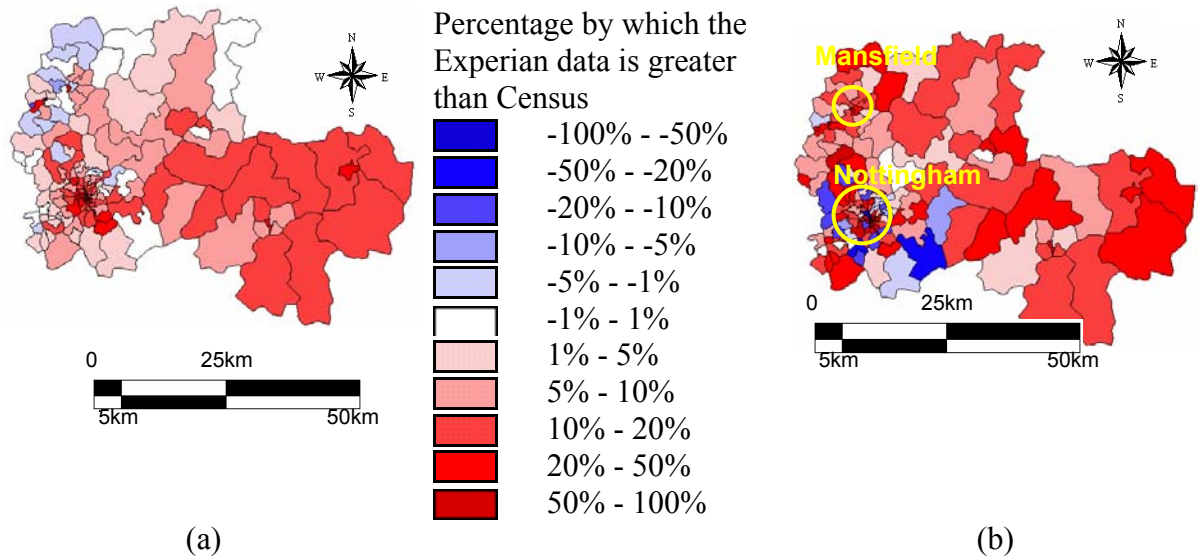 N
W E
S
0 25km
5km 50km
(a)
Percentage by which the
Experian data is greater
than Census
-100% - -50%
-50% - -20%
-20% - -10%
-10% - -5%
-5% - -1%
-1% - 1%
1% - 5%
5% - 10%
10% - 20%
20% - 50%
50% - 100%
Mansfield
N
W E
S
Nottingham
0 25km
5km 50km
(b)